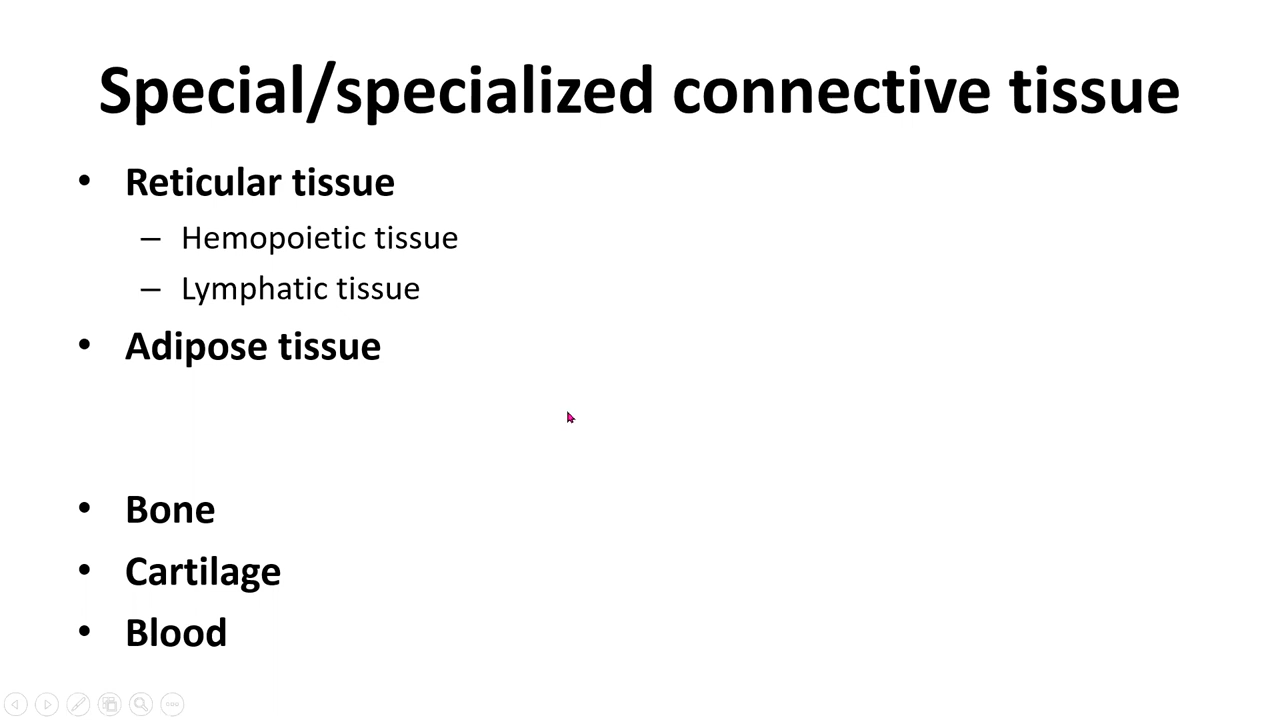 Special/specialized connective tissue
• Reticular tissue
– Hemopoietic tissue
– Lymphatic tissue
• Adipose tissue
• Bone
• Cartilage
• Blood